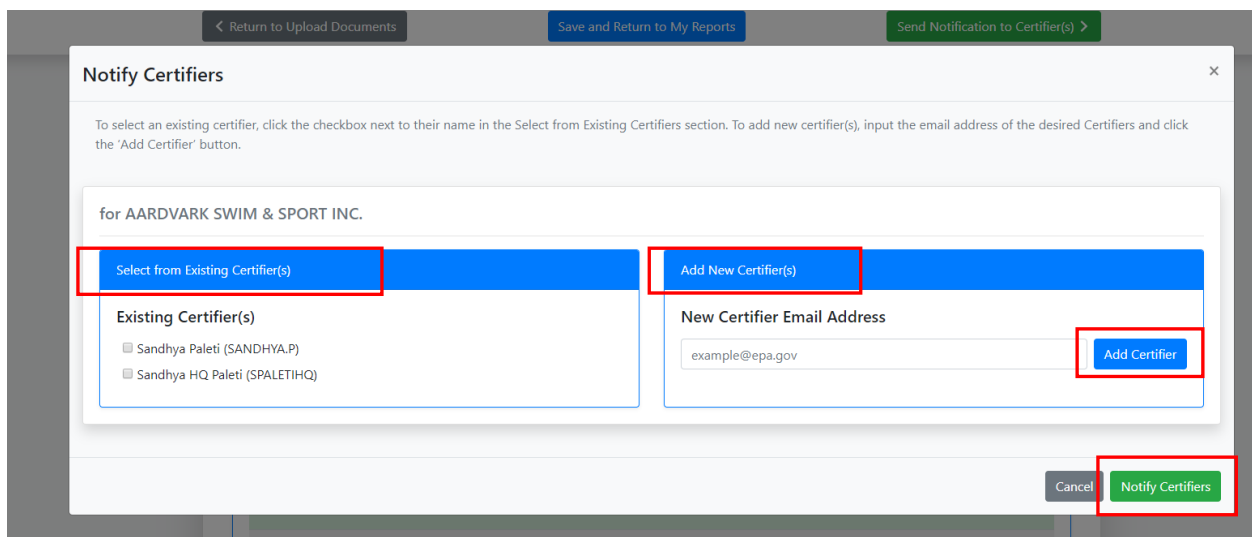 Return to Upload Documents
Save and Return to My Reports
Send Notification to Certifier(s)
Notify Certifiers
×
To select an existing certifier, click the checkbox next to their name in the Select from Existing Certifiers section. To add new certifier(s), input the email address of the desired Certifiers and click
the 'Add Certifier' button.
for AARDVARK SWIM & SPORT INC.
Select from Existing Certifier(s)
Existing Certifier(s)
Sandhya Paleti (SANDHYA.P)
Sandhya HQ Paleti (SPALETIHQ)
Add New Certifier(s)
New Certifier Email Address
example@epa.gov
Add Certifier
Cancel
Notify Certifiers